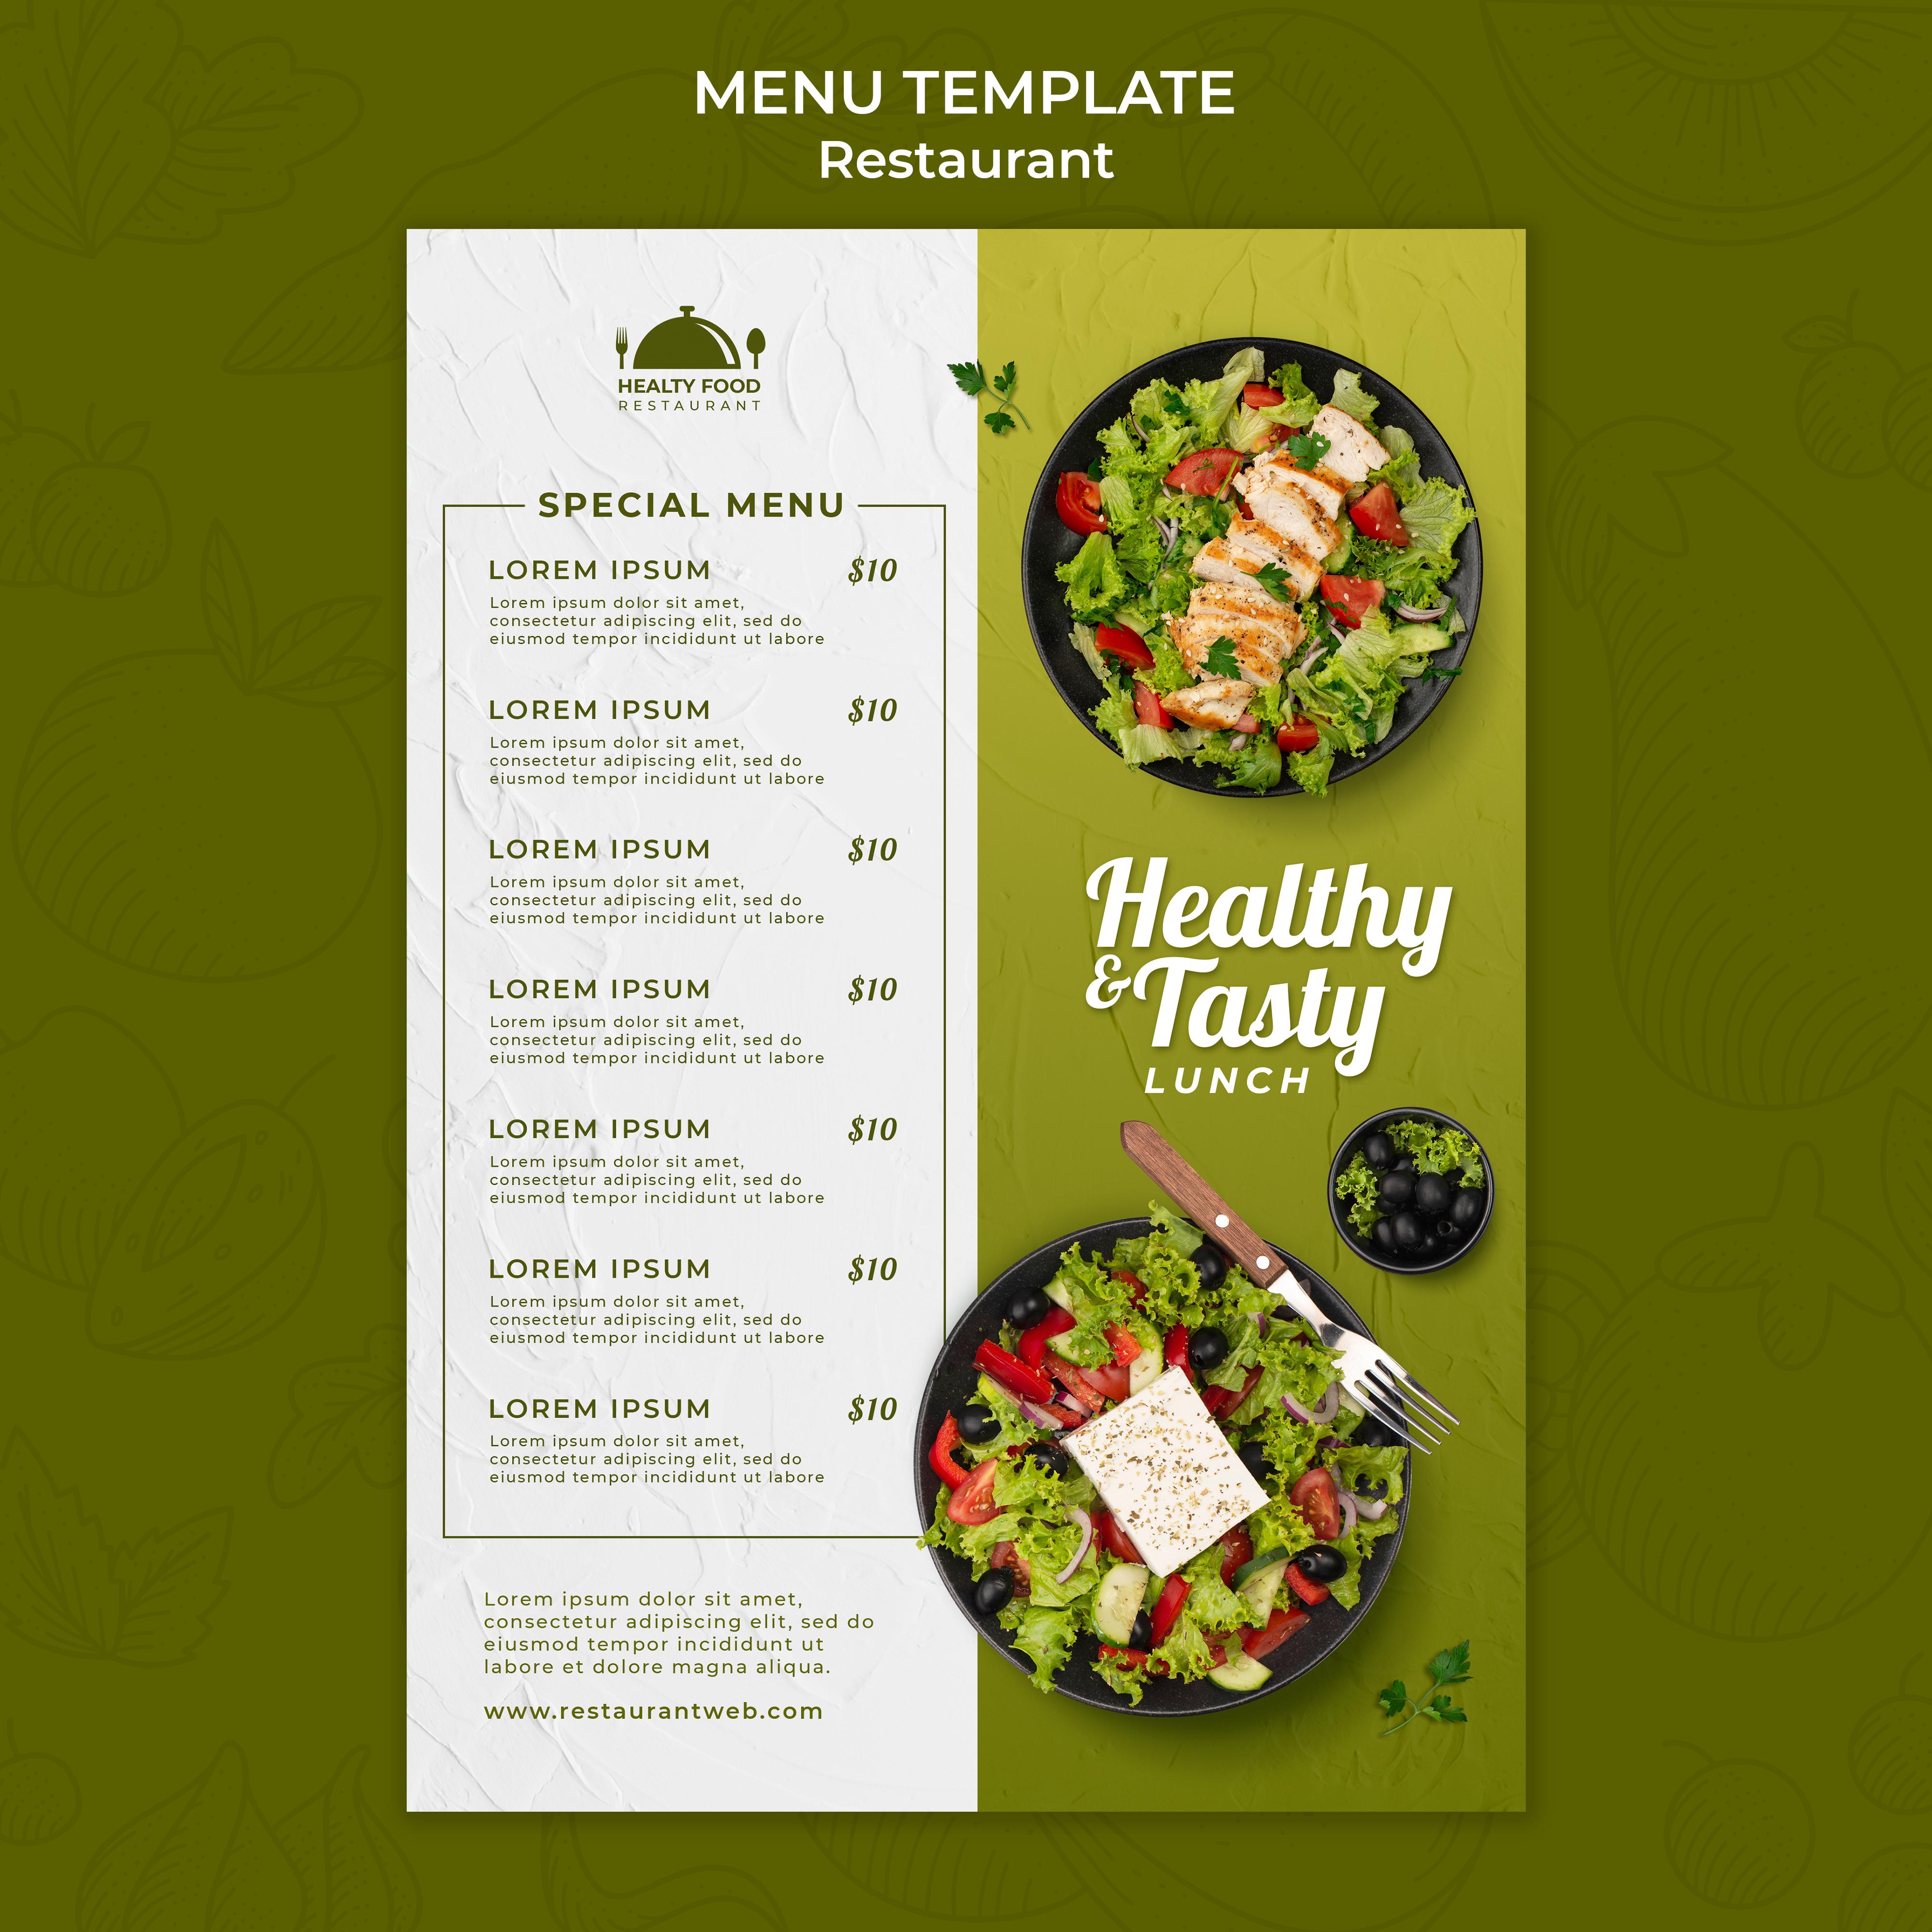 MENU TEMPLATE
Restaurant
HEALTY FOOD
RESTAURANT
SPECIAL MENU
LOREM IPSUM $10
Lorem ipsum dolor sit amet,
consectetur adipiscing elit, sed do
eiusmod tempor incididunt ut labore
LOREM IPSUM $10
Lorem ipsum dolor sit amet,
consectetur adipiscing elit, sed do
eiusmod tempor incididunt ut labore
LOREM IPSUM $10
Lorem ipsum dolor sit amet,
consectetur adipiscing elit, sed do
eiusmod tempor incididunt ut labore
LOREM IPSUM $10
Lorem ipsum dolor sit amet,
consectetur adipiscing elit, sed do
eiusmod tempor incididunt ut labore
LOREM IPSUM $10
Lorem ipsum dolor sit amet,
consectetur adipiscing elit, sed do
eiusmod tempor incididunt ut labore
LOREM IPSUM $10
Lorem ipsum dolor sit amet,
consectetur adipiscing elit, sed do
eiusmod tempor incididunt ut labore
LOREM IPSUM $10
Lorem ipsum dolor sit amet,
consectetur adipiscing elit, sed do
eiusmod tempor incididunt ut labore
Lorem ipsum dolor sit amet,
consectetur adipiscing elit, sed do
eiusmod tempor incididunt ut
labore et dolore magna aliqua.
www.restaurantweb.com
Healthy
&Tasty
LUNCH